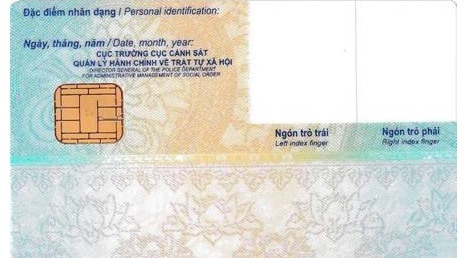 Đặc điểm nhân dạng / Personal identification:
Ngày, tháng, năm / Date, month, year:
CỤC TRƯỞNG CỤC CẢNH SÁT
QUẢN LÝ HÀNH CHÍNH VỀ TRẬT TỰ XÃ HỘI
DIRECTOR GENERAL OF THE POLICE DEPARTMENT
FOR ADMINISTRATIVE MANAGEMENT OF SOCIAL ORDER
Ngón trỏ trái
Left index finger
Ngón trỏ phải
Right index finger